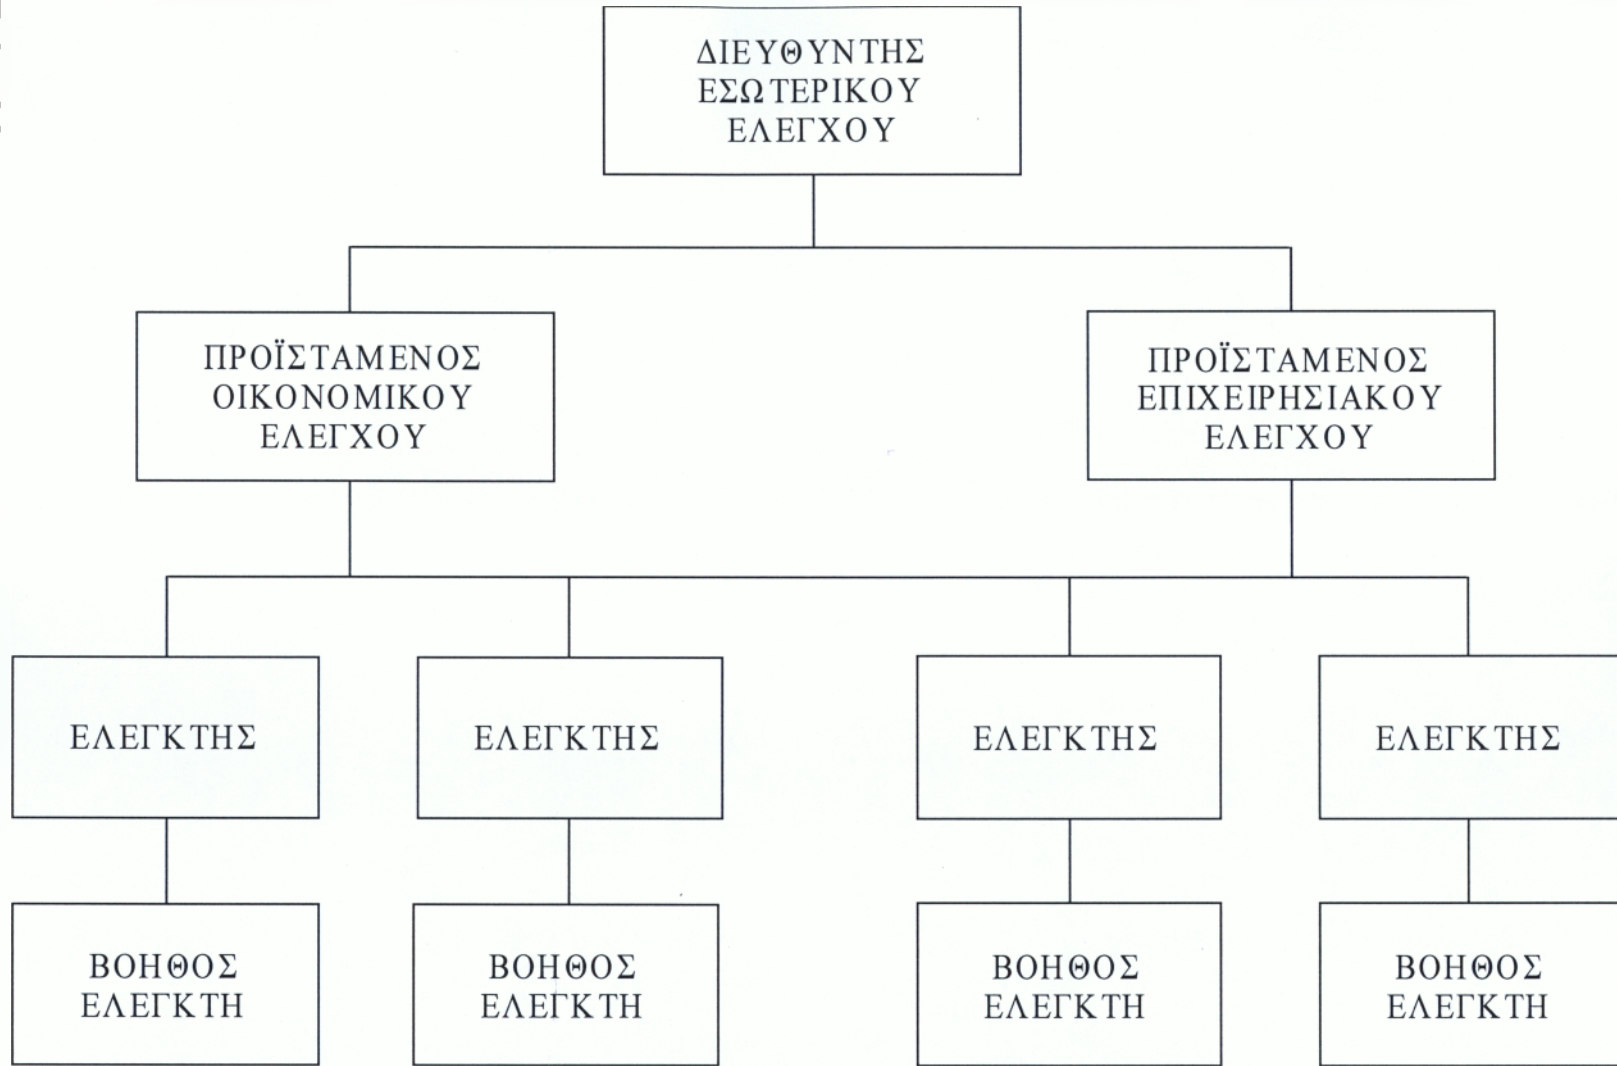 ΔΙΕΥΘΥΝΤΗΣ
ΕΣΩΤΕΡΙΚΟΥ
ΕΛΕΓΧΟΥ
ΠΡΟΪΣΤΑΜΕΝΟΣ
ΟΙΚΟΝΟΜΙΚΟΥ
ΕΛΕΓΧΟΥ
ΠΡΟΪΣΤΑΜΕΝΟΣ
ΕΠΙΧΕΙΡΗΣΙΑΚΟΥ
ΕΛΕΓΧΟΥ
ΕΛΕΓΚΤΗΣ
ΕΛΕΓΚΤΗΣ
ΕΛΕΓΚΤΗΣ
ΕΛΕΓΚΤΗΣ
ΒΟΗΘΟΣ
ΕΛΕΓΚΤΗ
ΒΟΗΘΟΣ
ΕΛΕΓΚΤΗ
ΒΟΗΘΟΣ
ΕΛΕΓΚΤΗ
ΒΟΗΘΟΣ
ΕΛΕΓΚΤΗ